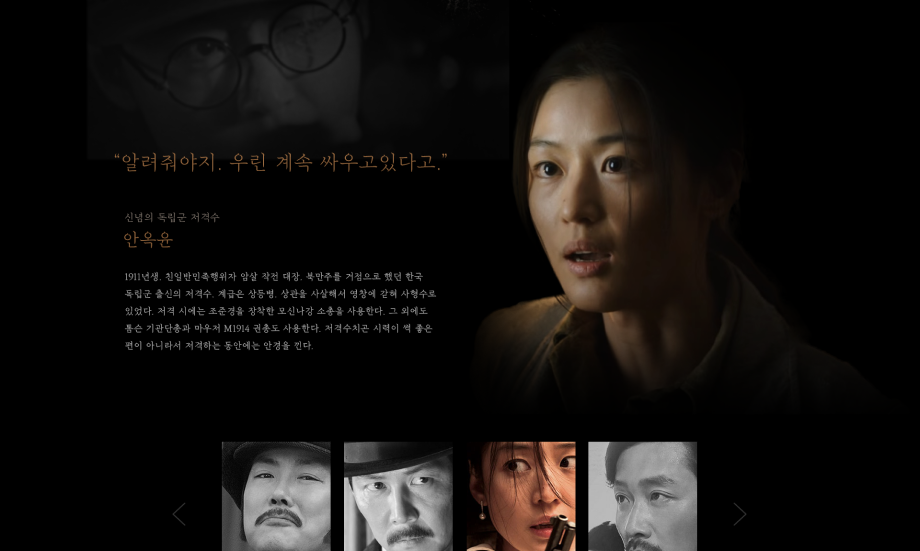 “알려줘야지. 우린 계속 싸우고있다고.”
신념의 독립군 저격수
안옥윤
1911년생. 친일반민족행위자 암살 작전 대장. 북만주를 거점으로 했던 한국
독립군 출신의 저격수. 계급은 상등병. 상관을 사살해서 영창에 갇혀 사형수로
있었다. 저격 시에는 조준경을 장착한 모신나강 소총을 사용한다. 그 외에도
톰슨 기관단총과 마우저 M1914 권총도 사용한다. 저격수치곤 시력이 썩 좋은
편이 아니라서 저격하는 동안에는 안경을 낀다.